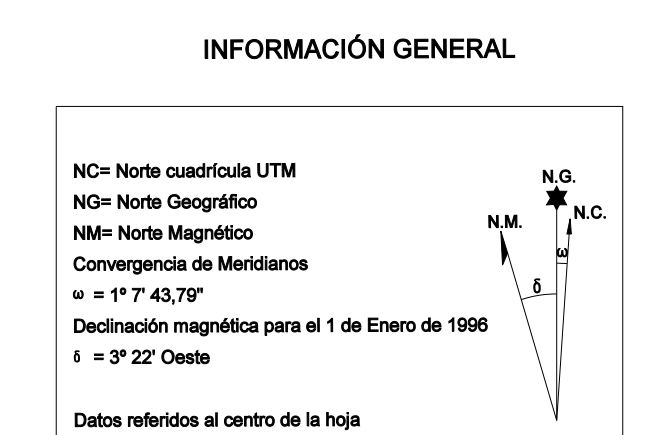 INFORMACIÓN GENERAL
NC= Norte cuadrícula UTM
NG= Norte Geográfico
NM= Norte Magnético
Convergencia de Meridianos
ω = 1º 7' 43,79"
Declinación magnética para el 1 de Enero de 1996
δ = 3º 22' Oeste
Datos referidos al centro de la hoja
N.G.
N.C.
N.M.
ω
δ